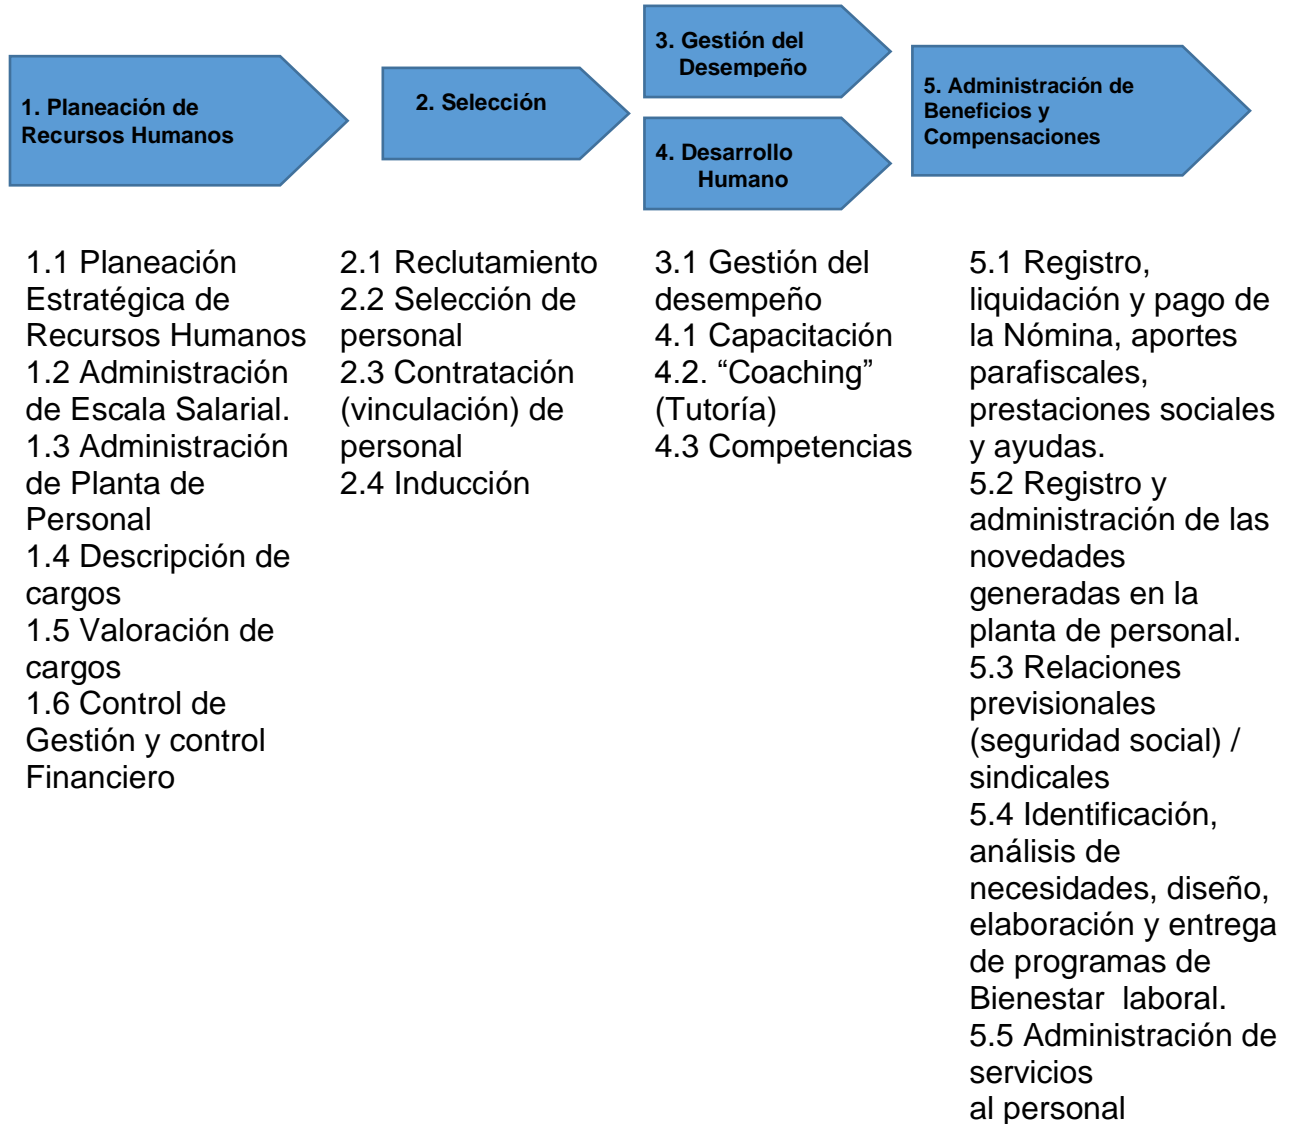 1. Planeación de
Recursos Humanos
2. Selección
3. Gestión del
Desempeño
4. Desarrollo
Humano
5. Administración de
Beneficios y
Compensaciones
1.1 Planeación
Estratégica de
Recursos Humanos
1.2 Administración
de Escala Salarial.
1.3 Administración
de Planta de
Personal
1.4 Descripción de
cargos
1.5 Valoración de
cargos
1.6 Control de
Gestión y control
Financiero
2.1 Reclutamiento
2.2 Selección de
personal
2.3 Contratación
(vinculación) de
personal
2.4 Inducción
3.1 Gestión del
desempeño
4.1 Capacitación
4.2. “Coaching”
(Tutoría)
4.3 Competencias
5.1 Registro,
liquidación y pago de
la Nómina, aportes
parafiscales,
prestaciones sociales
y ayudas.
5.2 Registro y
administración de las
novedades
generadas en la
planta de personal.
5.3 Relaciones
previsionales
(seguridad social) /
sindicales
5.4 Identificación,
análisis de
necesidades, diseño,
elaboración y entrega
de programas de
Bienestar  laboral.
5.5 Administración de
servicios
al personal